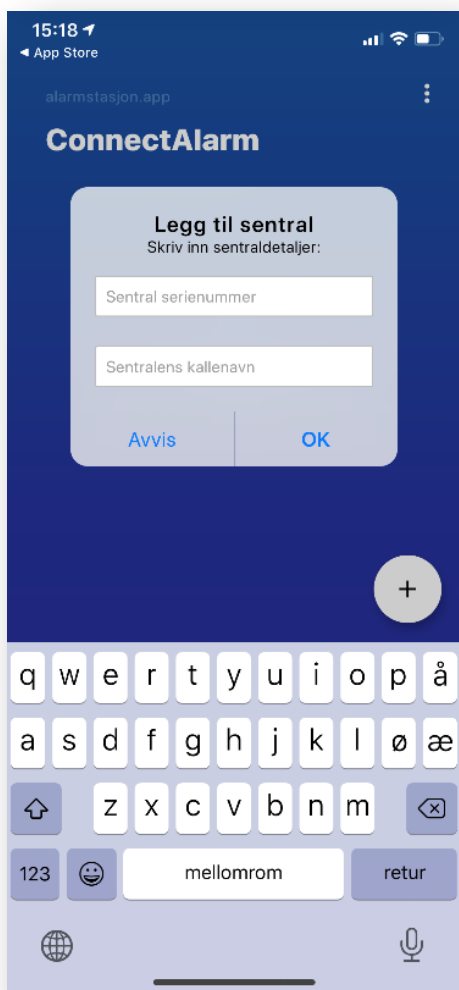 15:18
◀ App Store
alarmstasjon.app
ConnectAlarm
Legg til sentral
Skriv inn sentraldetaljer:
Sentral serienummer
Sentralens kallenavn
Avvis OK
+
q w e r t y u i o p å
a s d f g h j k l ø æ
z x c v b n m
123 mellomrom retur